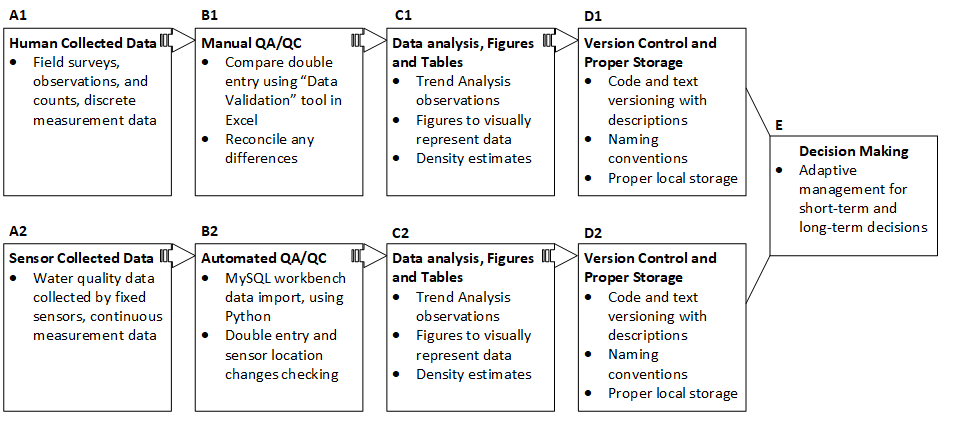 A1
Human Collected Data
• Field surveys,
observations, and
counts, discrete
measurement data
B1
Manual QA/QC
• Compare double
entry using “Data
Validation” tool in
Excel
• Reconcile any
differences
C1
Data analysis, Figures
and Tables
• Trend Analysis
observations
• Figures to visually
represent data
• Density estimates
D1
Version Control and
Proper Storage
• Code and text
versioning with
descriptions
• Naming
conventions
• Proper local storage
E
Decision Making
• Adaptive
management for
short-term and
long-term decisions
A2
Sensor Collected Data
• Water quality data
collected by fixed
sensors, continuous
measurement data
B2
Automated QA/QC
• MySQL workbench
data import, using
Python
• Double entry and
sensor location
changes checking
C2
Data analysis, Figures
and Tables
• Trend Analysis
observations
• Figures to visually
represent data
• Density estimates
D2
Version Control and
Proper Storage
• Code and text
versioning with
descriptions
• Naming
conventions
• Proper local storage